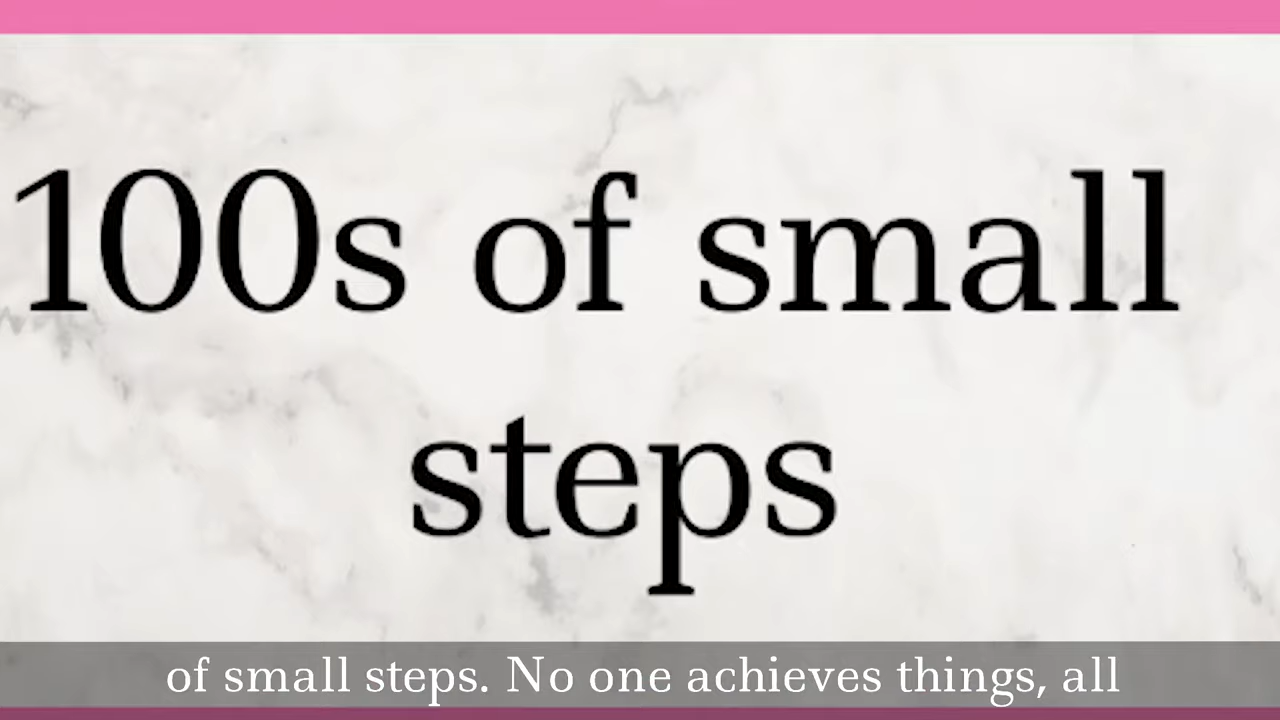 100s of small
steps
of small steps. No one achieves things, all